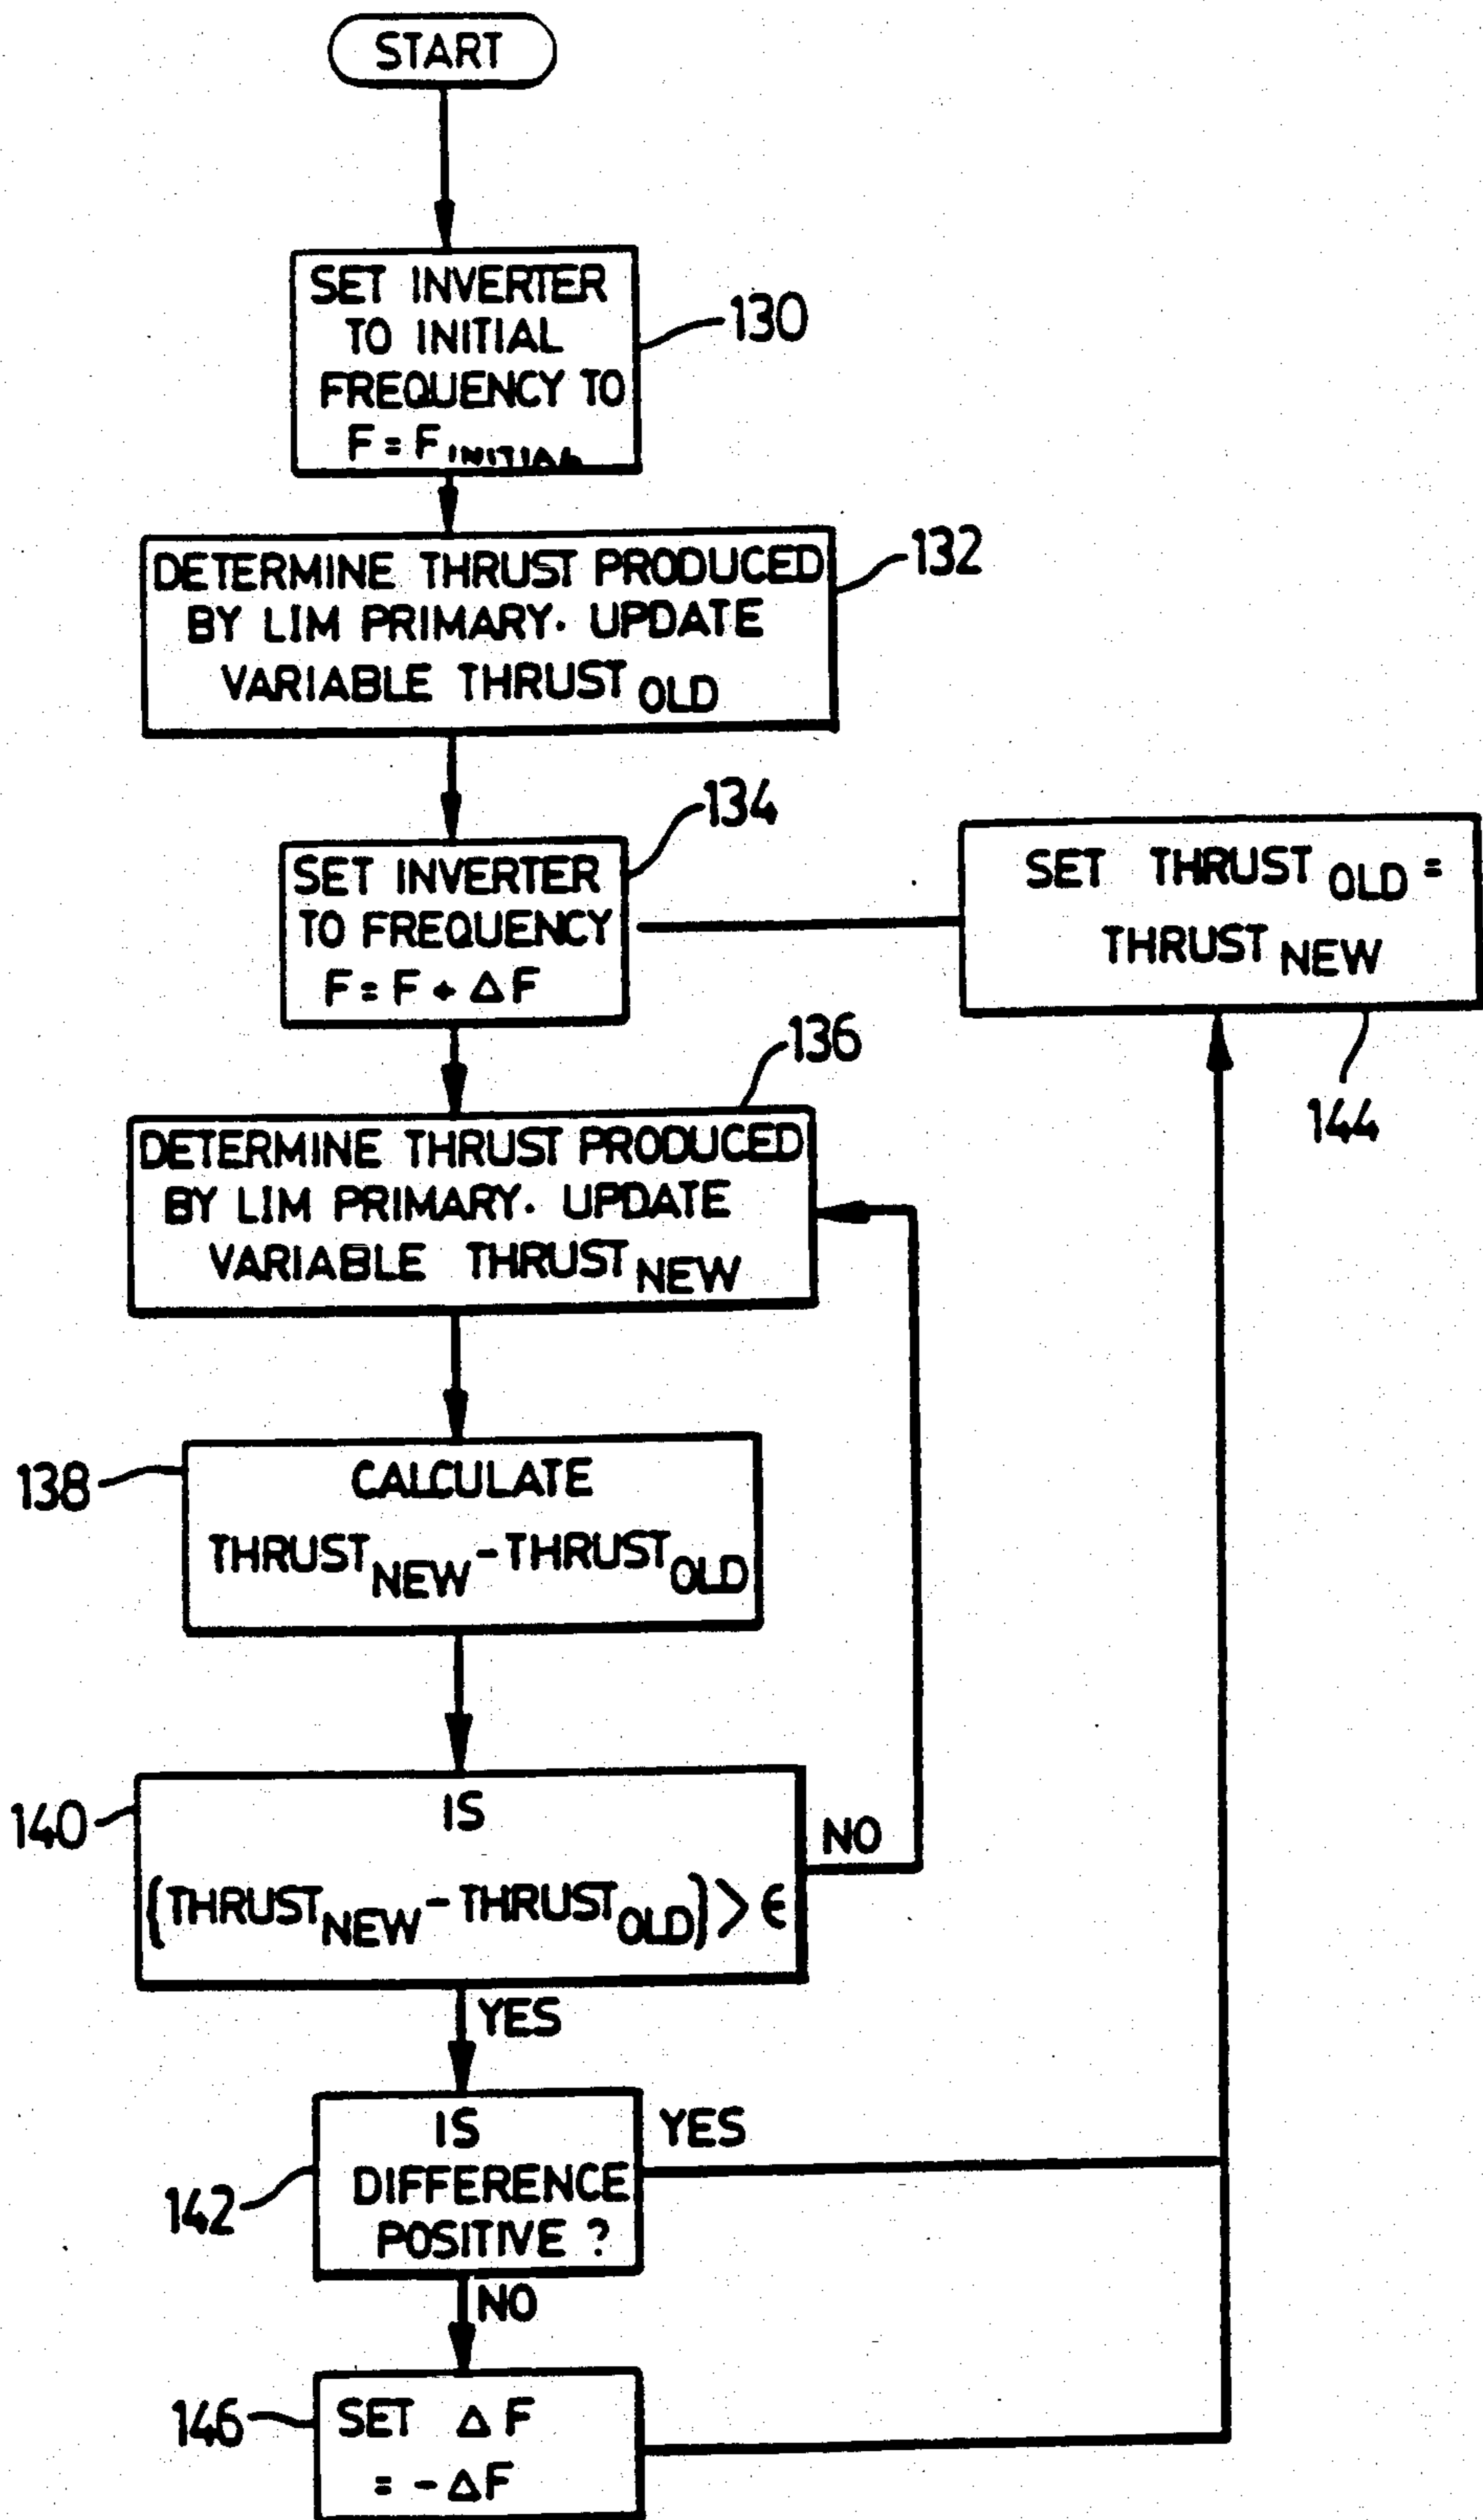 START
SET INVERTER
TO INITIAL
FREQUENCY TO
F = F INITIAL
130
DETERMINE THRUST PRODUCED
BY LIM PRIMARY. UPDATE
VARIABLE THRUST OLD
132
SET INVERTER
TO FREQUENCY
F = F + ΔF
134
SET THRUST OLD =
THRUST NEW
144
DETERMINE THRUST PRODUCED
BY LIM PRIMARY. UPDATE
VARIABLE THRUST NEW
136
138
CALCULATE
THRUST NEW - THRUST OLD
140
IS
{THRUST NEW - THRUST OLD} > ϵ
NO
YES
142
IS
DIFFERENCE
POSITIVE ?
YES
NO
146
SET ΔF
= -ΔF